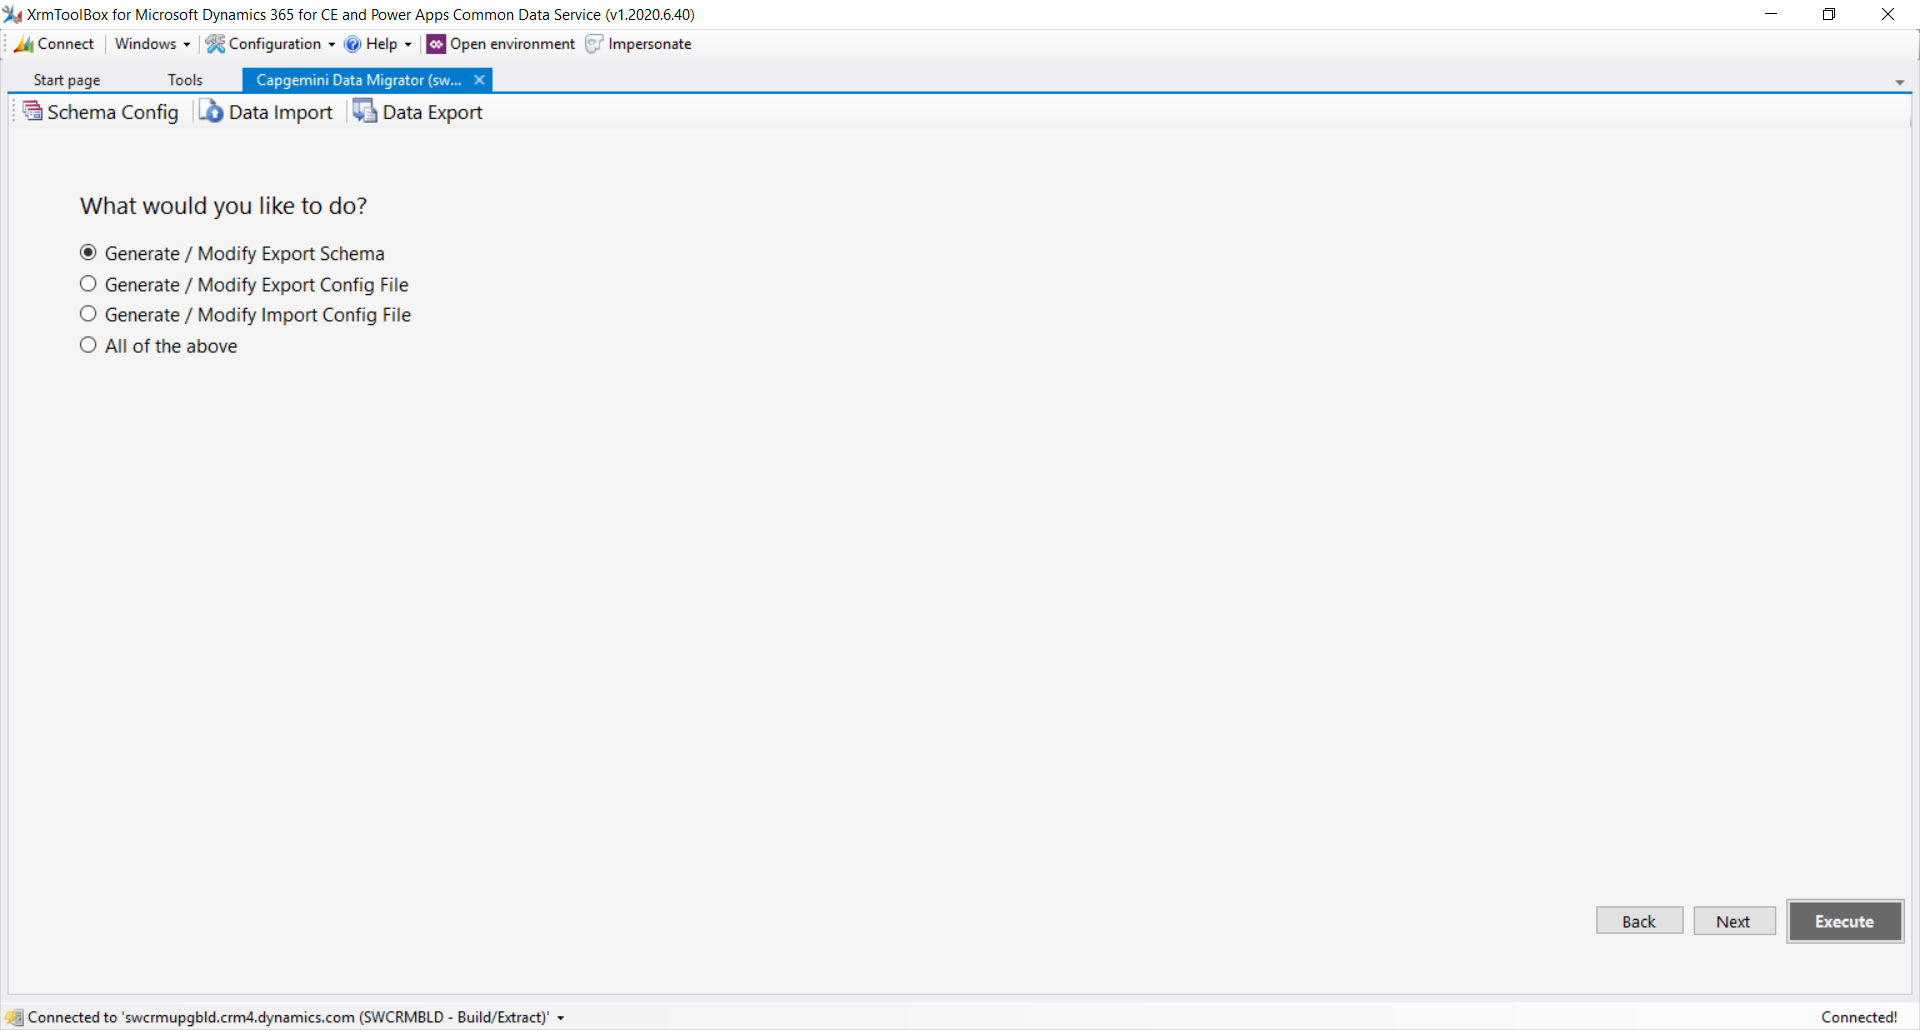 XrmToolBox for Microsoft Dynamics 365 for CE and Power Apps Common Data Service (v1.2020.6.40)
Connect Windows Configuration Help Open environment Impersonate
Start page Tools Capgemini Data Migrator (sw...
Schema Config Data Import Data Export
What would you like to do?
Generate / Modify Export Schema
Generate / Modify Export Config File
Generate / Modify Import Config File
All of the above
Back Next Execute
Connected to 'swcrmupgbld.crm4.dynamics.com (SWCRMBLD - Build/Extract)' Connected!